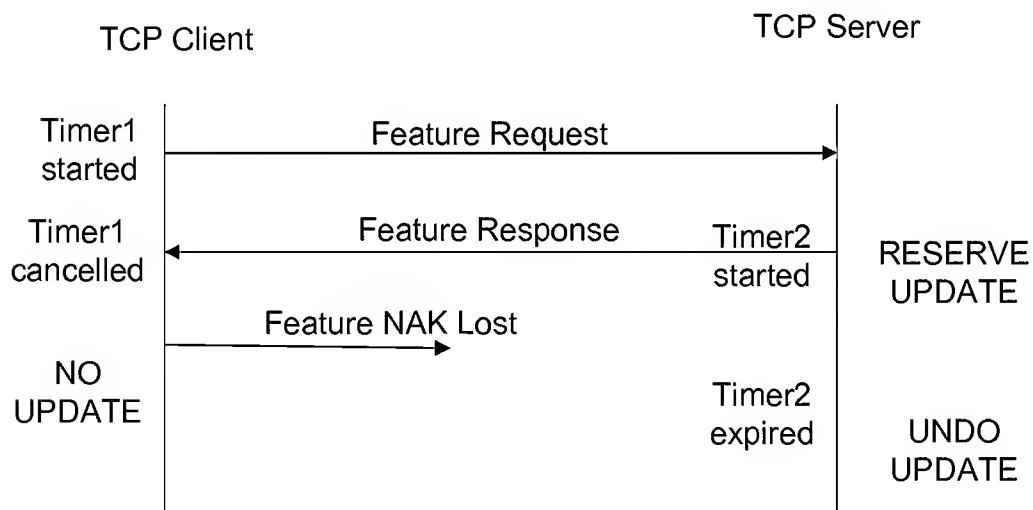 TCP Client
TCP Server
Timer1
started
Feature Request
Timer1
cancelled
Feature Response
Timer2
started
RESERVE
UPDATE
Feature NAK Lost
NO
UPDATE
Timer2
expired
UNDO
UPDATE